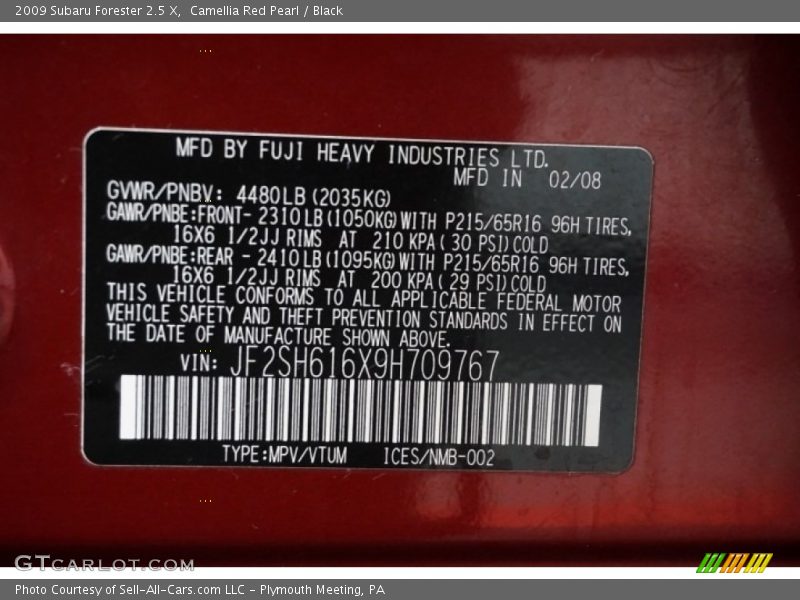 2009 Subaru Forester 2.5 X,  Camellia Red Pearl / Black
MFD BY FUJI HEAVY INDUSTRIES LTD.
MFD IN 02/08
GVWR/PNBV: 4480LB (2035KG)
GAWR/PNBE:FRONT- 2310LB (1050KG) WITH P215/65R16 96H TIRES,
16X6 1/2JJ RIMS AT 210 KPA ( 30 PSI) COLD
GAWR/PNBE:REAR - 2410LB (1095KG) WITH P215/65R16 96H TIRES,
16X6 1/2JJ RIMS AT 200 KPA ( 29 PSI) COLD
THIS VEHICLE CONFORMS TO ALL APPLICABLE FEDERAL MOTOR
VEHICLE SAFETY AND THEFT PREVENTION STANDARDS IN EFFECT ON
THE DATE OF MANUFACTURE SHOWN ABOVE.
VIN: JF2SH616X9H709767
TYPE:MPV/VTUM ICES/NMB-002
GTCARLOT.COM
Photo Courtesy of Sell-All-Cars.com LLC - Plymouth Meeting, PA